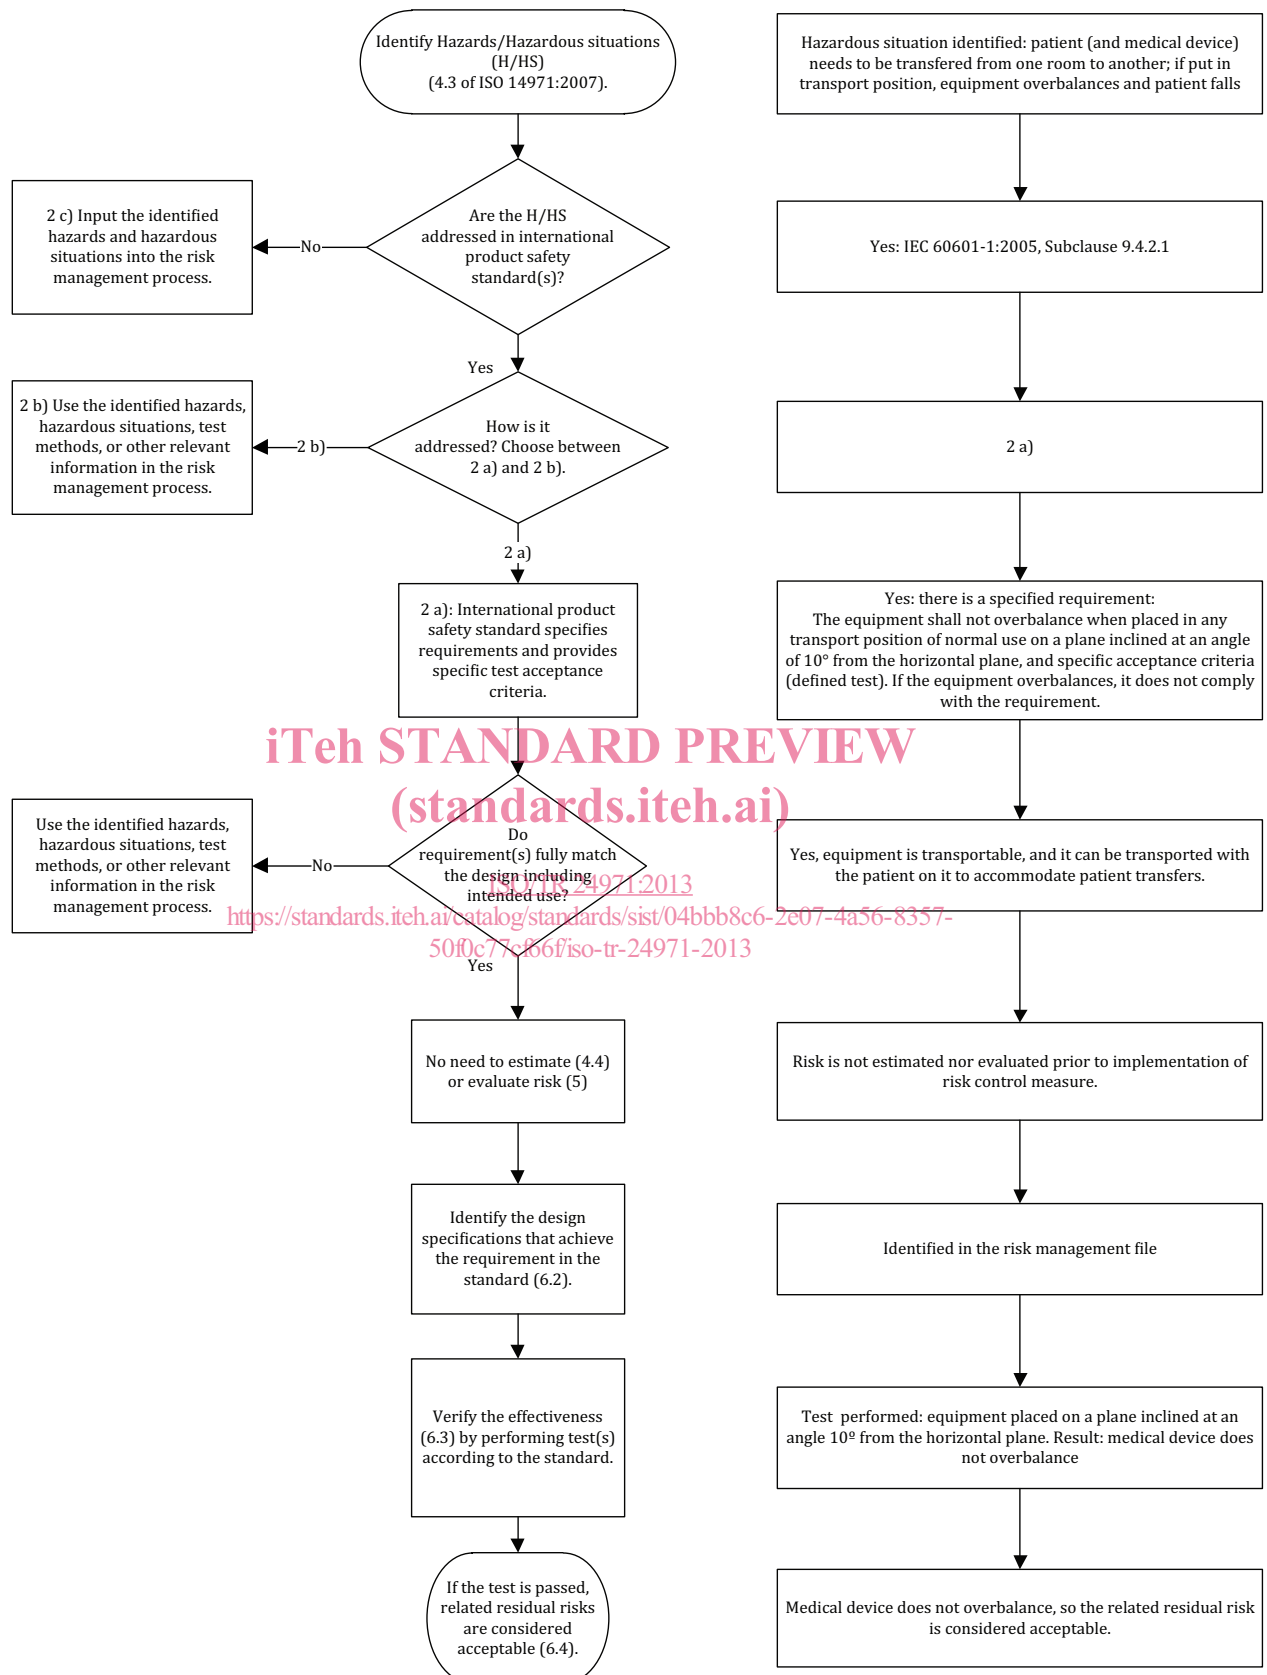 Identify Hazards/Hazardous situations
(H/HS)
(4.3 of ISO 14971:2007).
Hazardous situation identified: patient (and medical device)
needs to be transfered from one room to another; if put in
transport position, equipment overbalances and patient falls
2 c) Input the identified
hazards and hazardous
situations into the risk
management process.
No
Are the H/HS
addressed in international
product safety
standard(s)?
Yes: IEC 60601-1:2005, Subclause 9.4.2.1
Yes
2 b) Use the identified hazards,
hazardous situations, test
methods, or other relevant
information in the risk
management process.
2 b)
How is it
addressed? Choose between
2 a) and 2 b).
2 a)
2 a)
2 a): International product
safety standard specifies
requirements and provides
specific test acceptance
criteria.
Yes: there is a specified requirement:
The equipment shall not overbalance when placed in any
transport position of normal use on a plane inclined at an angle
of 10° from the horizontal plane, and specific acceptance criteria
(defined test). If the equipment overbalances, it does not comply
with the requirement.
iTeh STANDARD PREVIEW
(standards.iteh.ai)
Use the identified hazards,
hazardous situations, test
methods, or other relevant
information in the risk
management process.
No
Do
requirement(s) fully match
the design including
intended use?
Yes, equipment is transportable, and it can be transported with
the patient on it to accommodate patient transfers.
ISO/TR 24971:2013
https://standards.iteh.ai/catalog/standards/sist/04bbb8c6-2e07-4a56-8357-
50f0c77cf66f/iso-tr-24971-2013
Yes
No need to estimate (4.4)
or evaluate risk (5)
Risk is not estimated nor evaluated prior to implementation of
risk control measure.
Identify the design
specifications that achieve
the requirement in the
standard (6.2).
Identified in the risk management file
Verify the effectiveness
(6.3) by performing test(s)
according to the standard.
Test performed: equipment placed on a plane inclined at an
angle 10º from the horizontal plane. Result: medical device does
not overbalance
If the test is passed,
related residual risks
are considered
acceptable (6.4).
Medical device does not overbalance, so the related residual risk
is considered acceptable.